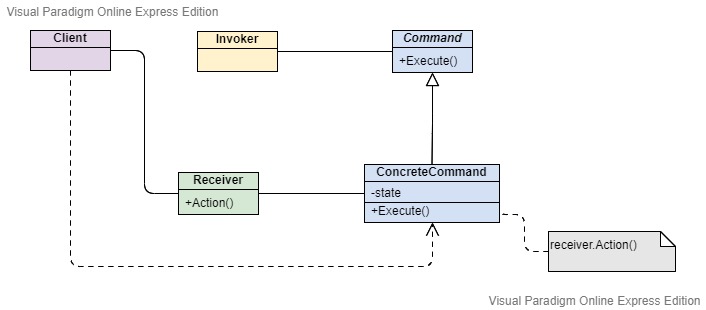 Visual Paradigm Online Express Edition
Client
Invoker
Command
+Execute()
Receiver
+Action()
ConcreteCommand
-state
+Execute()
receiver.Action()
Visual Paradigm Online Express Edition